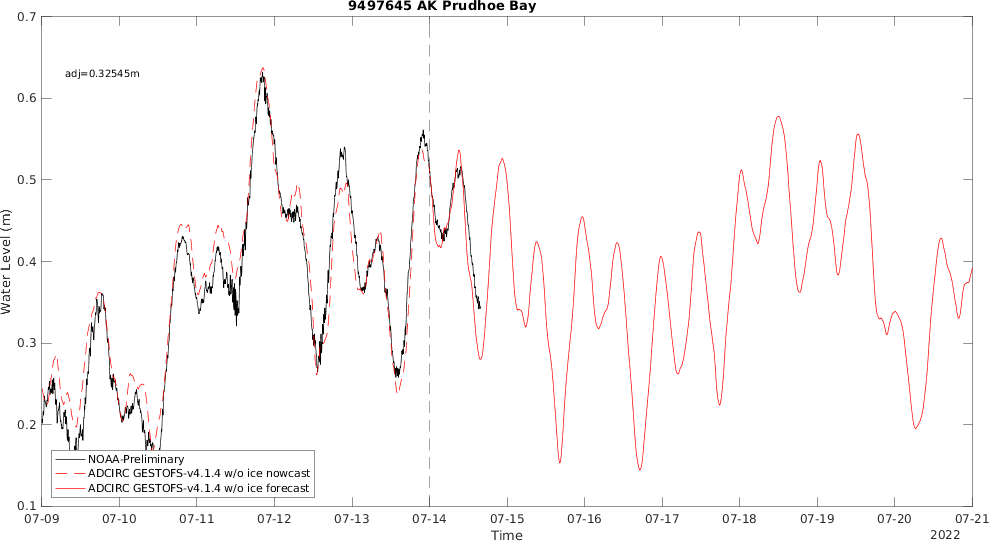 9497645 AK Prudhoe Bay
adj=0.32545m
Water Level (m)
0.7
0.6
0.5
0.4
0.3
0.2
0.1
NOAA-Preliminary
ADCIRC GESTOFS-v4.1.4 w/o ice nowcast
ADCIRC GESTOFS-v4.1.4 w/o ice forecast
07-09 07-10 07-11 07-12 07-13 07-14 07-15 07-16 07-17 07-18 07-19 07-20 07-21
Time
2022